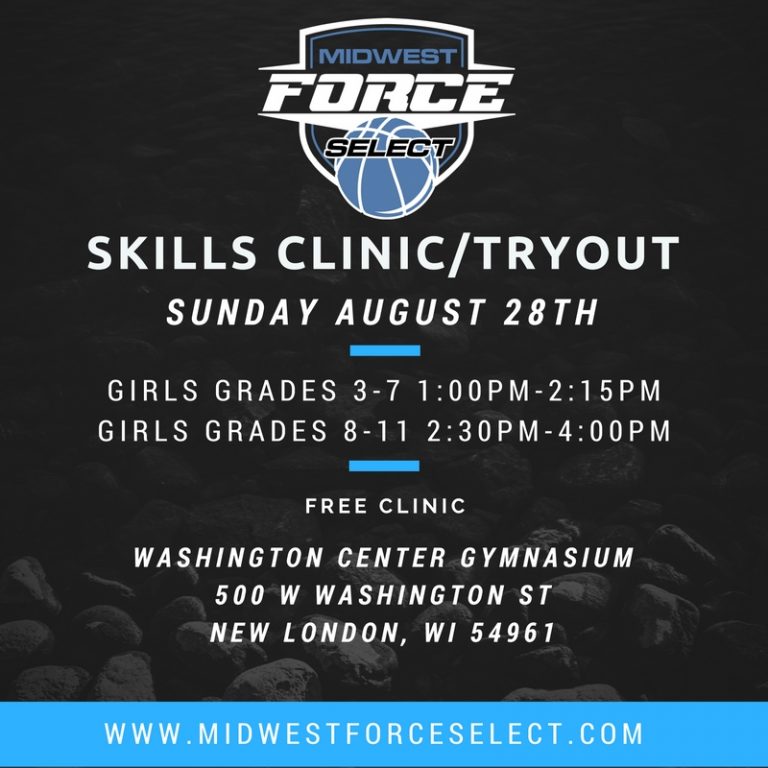 MIDWEST
FORCE
SELECT
SKILLS CLINIC/TRYOUT
SUNDAY AUGUST 28TH
GIRLS GRADES 3-7 1:00PM-2:15PM
GIRLS GRADES 8-11 2:30PM-4:00PM
FREE CLINIC
WASHINGTON CENTER GYMNASIUM
500 W WASHINGTON ST
NEW LONDON, WI 54961
WWW.MIDWESTFORCESELECT.COM